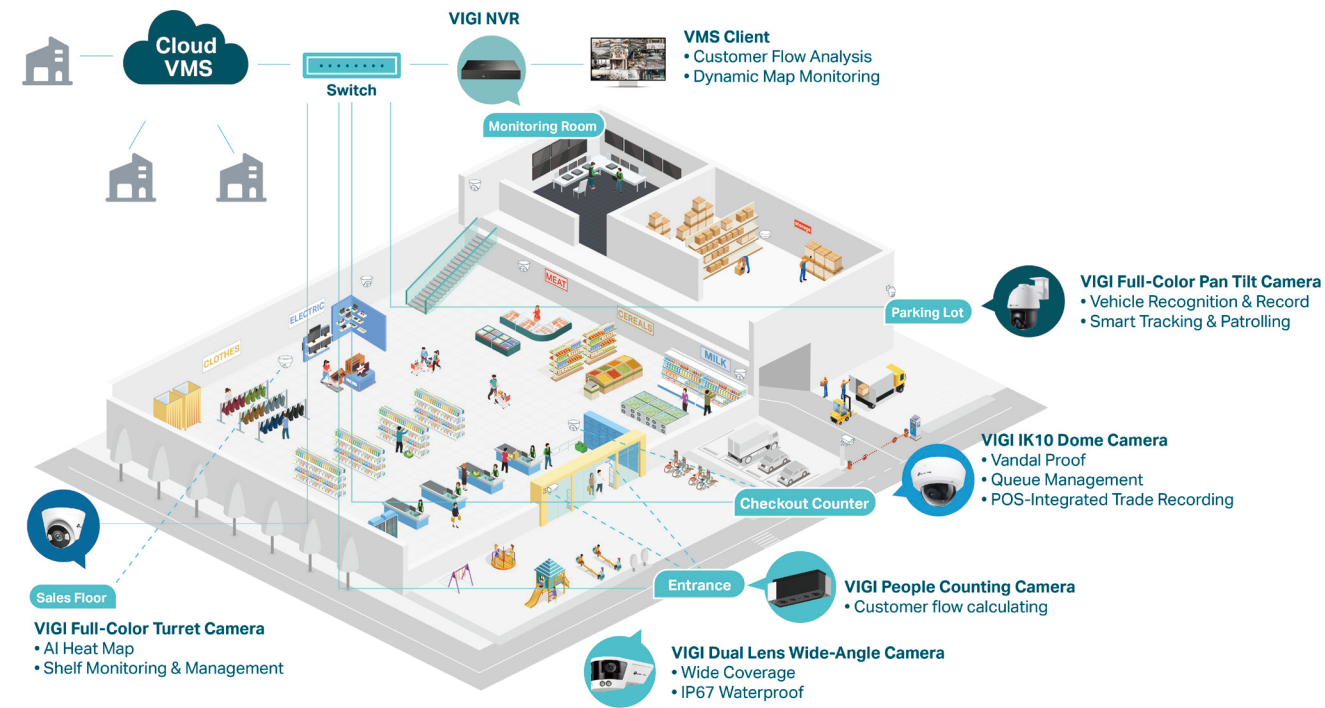 VIGI NVR
Cloud
VMS
Switch
VMS Client
• Customer Flow Analysis
• Dynamic Map Monitoring
Monitoring Room
Storage
MEAT
ELECTRIC
CEREALS
CLOTHES
MILK
Parking Lot
VIGI Full-Color Pan Tilt Camera
• Vehicle Recognition & Record
• Smart Tracking & Patrolling
VIGI IK10 Dome Camera
• Vandal Proof
• Queue Management
• POS-Integrated Trade Recording
Checkout Counter
Entrance
VIGI People Counting Camera
• Customer flow calculating
Sales Floor
VIGI Full-Color Turret Camera
• AI Heat Map
• Shelf Monitoring & Management
VIGI Dual Lens Wide-Angle Camera
• Wide Coverage
• IP67 Waterproof